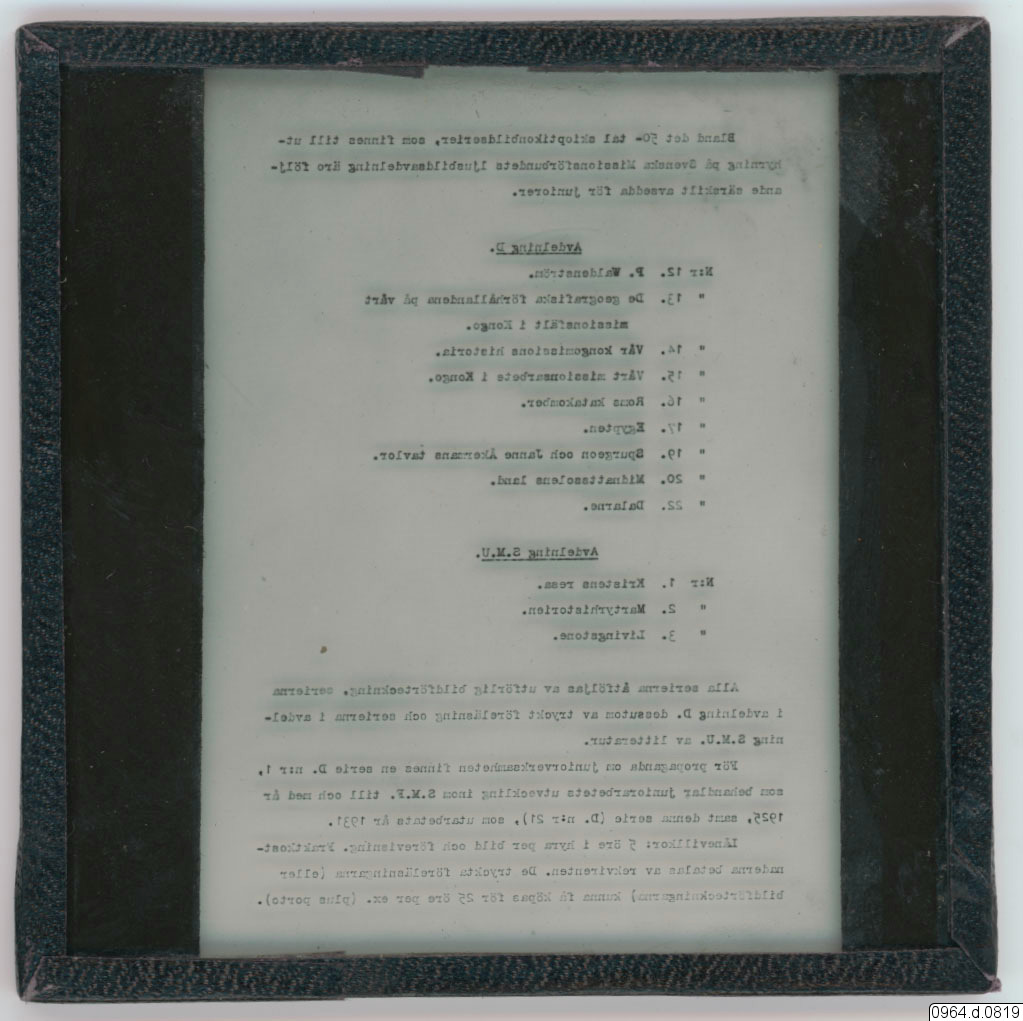 Bland det 50- tal skioptikonbildserier, som finnes till ut-
hyrning på Svenska Missionsförbundets ljusbildsavdelning äro följ-
ande särskilt avsedda för juniorer.
Avdelning D.
N:r 12. P. Waldenström.
" 13. De geografiska förhållandena på vårt
missionsfält i Kongo.
" 14. Vår kongomissions historia.
" 15. Vårt missionsarbete i Kongo.
" 16. Roms katakomber.
" 17. Egypten.
" 19. Spurgeon och Janne Åkermans tavlor.
" 20. Midnattssolens land.
" 22. Dalarne.
Avdelning S.M.U.
N:r 1. Kristens resa.
" 2. Martyrhistorien.
" 3. Livingstone.
Alla serierna åtföljas av utförlig bildförteckning, serierna
i avdelning D. dessutom av tryckt föreläsning och serierna i avdel-
ning S.M.U. av litteratur.
För propaganda om juniorverksamheten finnes en serie D. n:r 1,
som behandlar juniorarbetets utveckling inom S.M.F. till och med år
1925, samt denna serie (D. n:r 21), som utarbetats år 1931.
Lånevillkor: 5 öre i hyra per bild och förevisning. Fraktkost-
naderna betalas av rekvirenten. De tryckta föreläsningarna (eller
bildförteckningarna) kunna få köpas för 25 öre per ex. (plus porto).
0964.d.0819